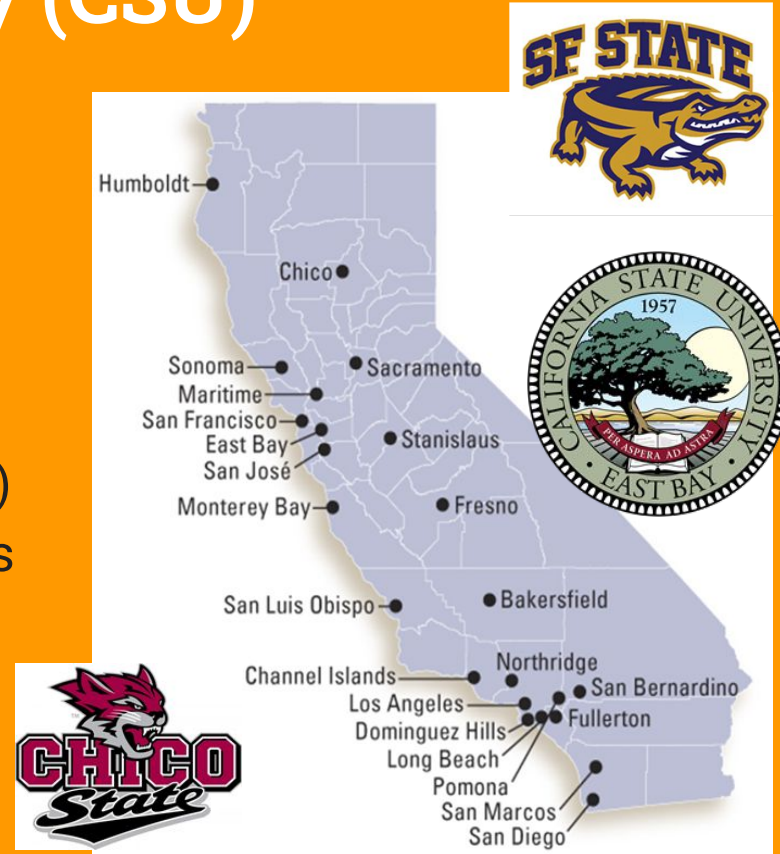 (CSU)
SF STATE
Humboldt
Chico
CALIFORNIA STATE UNIVERSITY
1957
PER ASPERA AD ASTRA
EAST BAY
Sonoma
Sacramento
Maritime
San Francisco
East Bay
Stanislaus
San José
)
s
Monterey Bay
Fresno
San Luis Obispo
Bakersfield
Northridge
Channel Islands
San Bernardino
Los Angeles
Fullerton
Dominguez Hills
Long Beach
Pomona
San Marcos
San Diego
CHICO
State